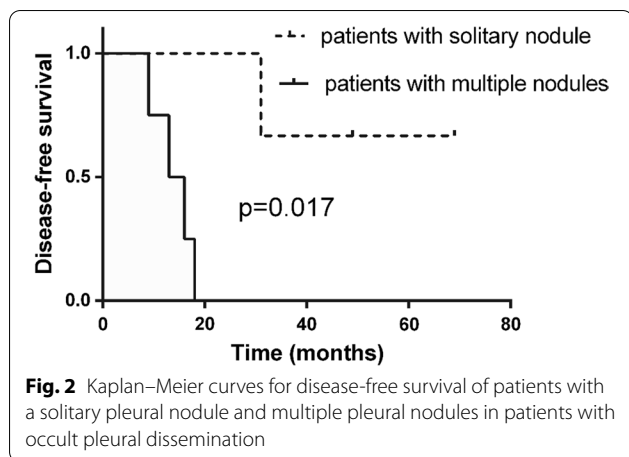 patients with solitary nodule
patients with multiple nodules
1.0
0.5
0.0
Disease-free survival
p=0.017
0 20 40 60 80
Time (months)
Fig. 2 Kaplan–Meier curves for disease-free survival of patients with
a solitary pleural nodule and multiple pleural nodules in patients with
occult pleural dissemination